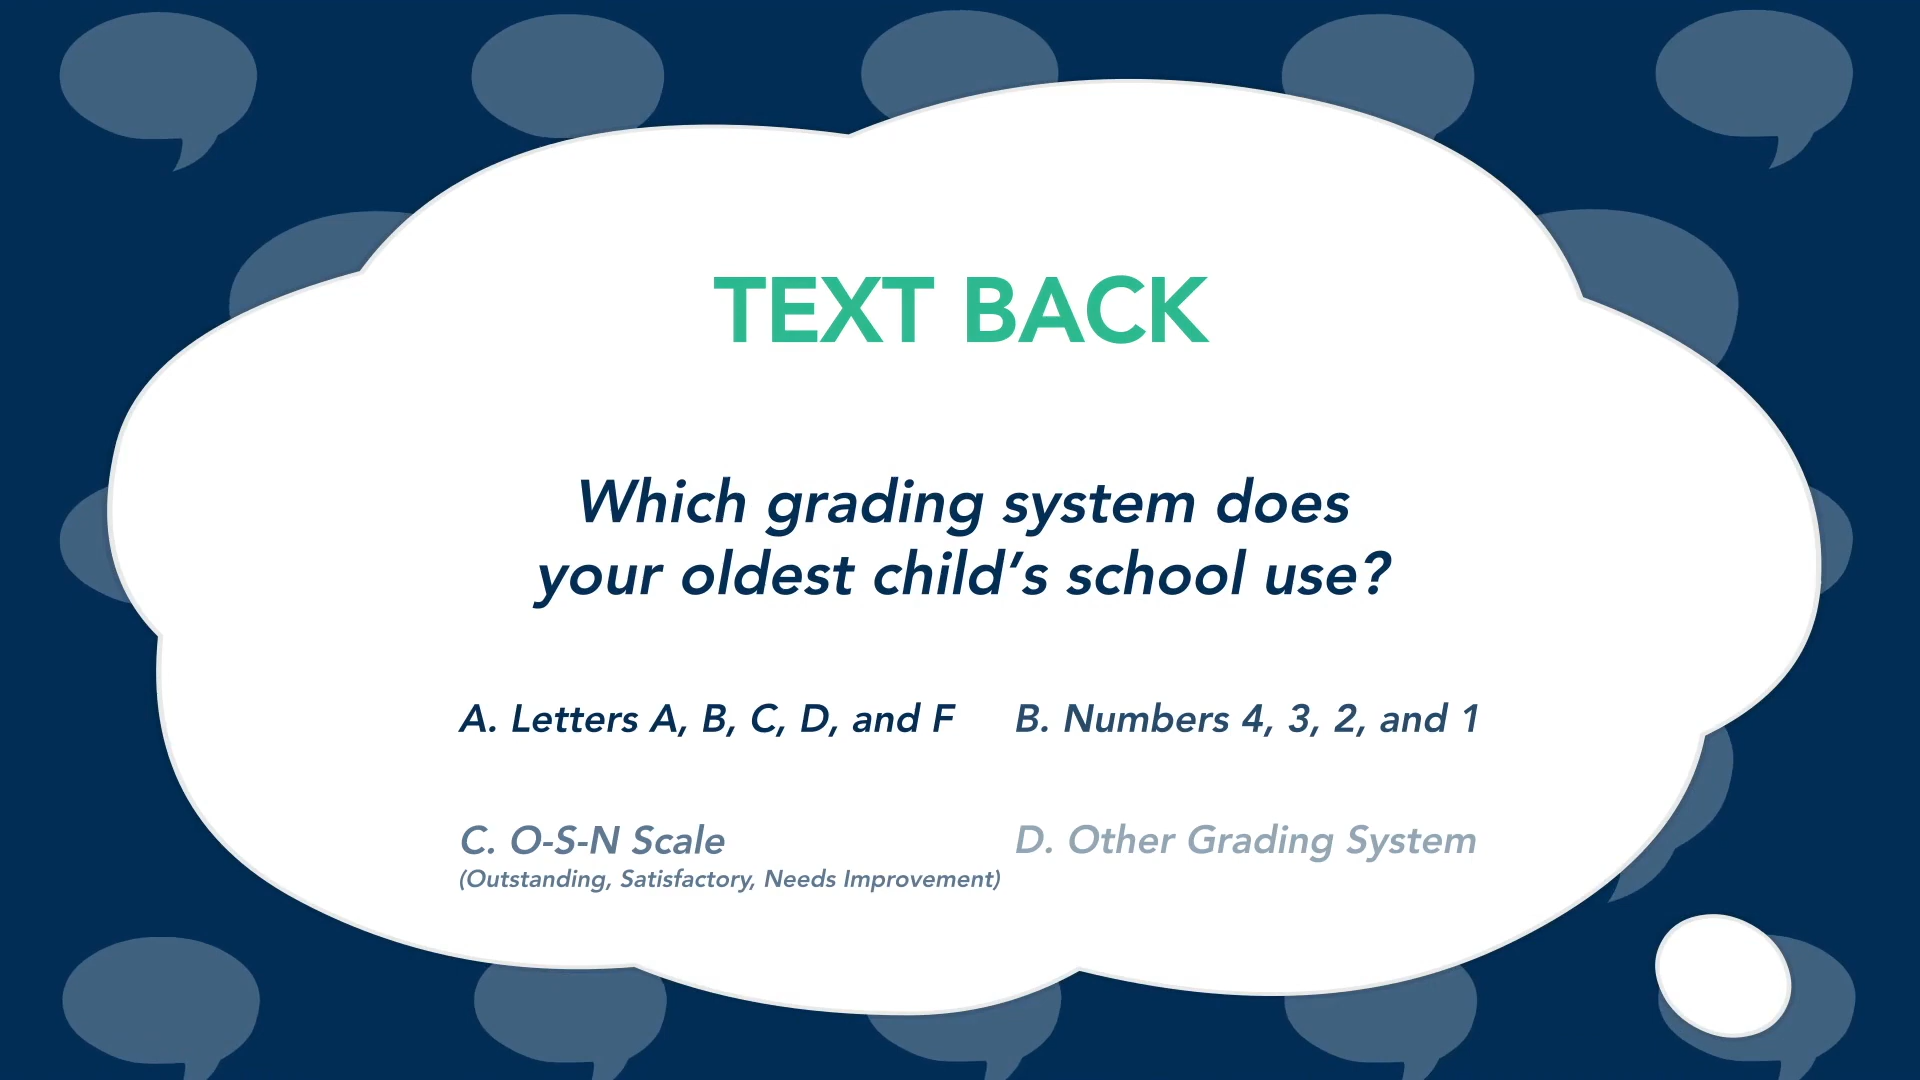 TEXT BACK
Which grading system does
your oldest child’s school use?
A. Letters A, B, C, D, and F
B. Numbers 4, 3, 2, and 1
C. O-S-N Scale
(Outstanding, Satisfactory, Needs Improvement)
D. Other Grading System